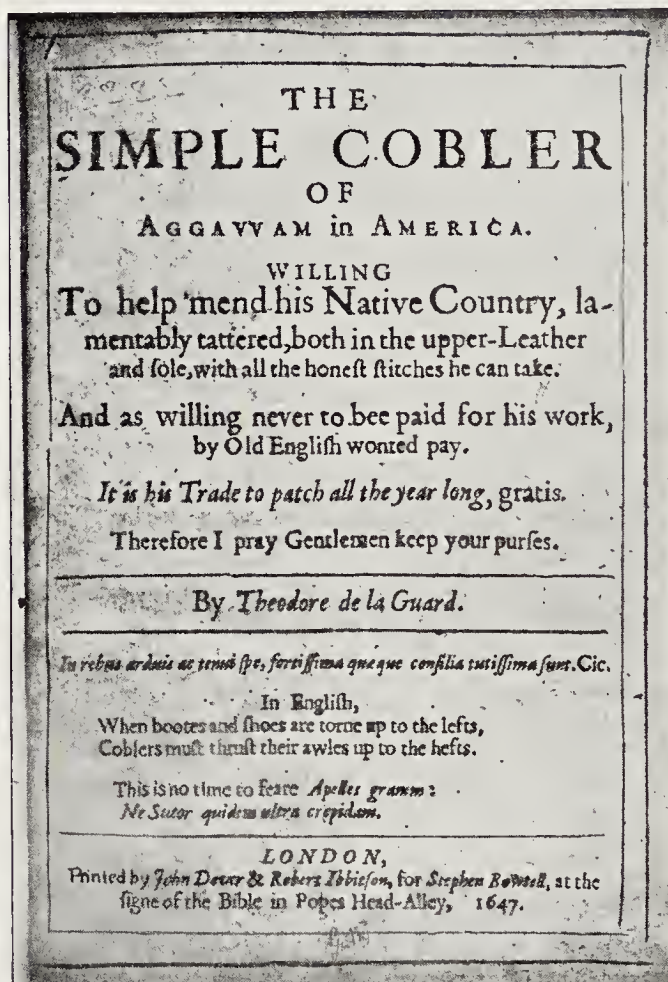 THE
SIMPLE COBLER
OF
AGGAVVAM in AMERICA.
WILLING
To help 'mend his Native Country, la-
mentably tattered, both in the upper-Leather
and ſole, with all the honeſt ſtitches he can take.
And as willing never to bee paid for his work,
by Old Engliſh wonted pay.
It is his Trade to patch all the year long, gratis.
Therefore I pray Gentlemen keep your purſes.
By Theodore de la Guard.
In rebus arduis ac tenui ſpe, fortiſſima quæque conſilia tutiſſima ſunt. Cic.
In Engliſh,
When bootes and ſhoes are torne up to the lefts,
Coblers muſt thruſt their awles up to the hefts.
This is no time to feare Apelles gramm:
Ne Sutor quidem ultra crepidam.
LONDON,
Printed by John Dever & Robert Ibbitſon, for Stephen Bowtell, at the
ſigne of the Bible in Popes Head-Alley, 1647.